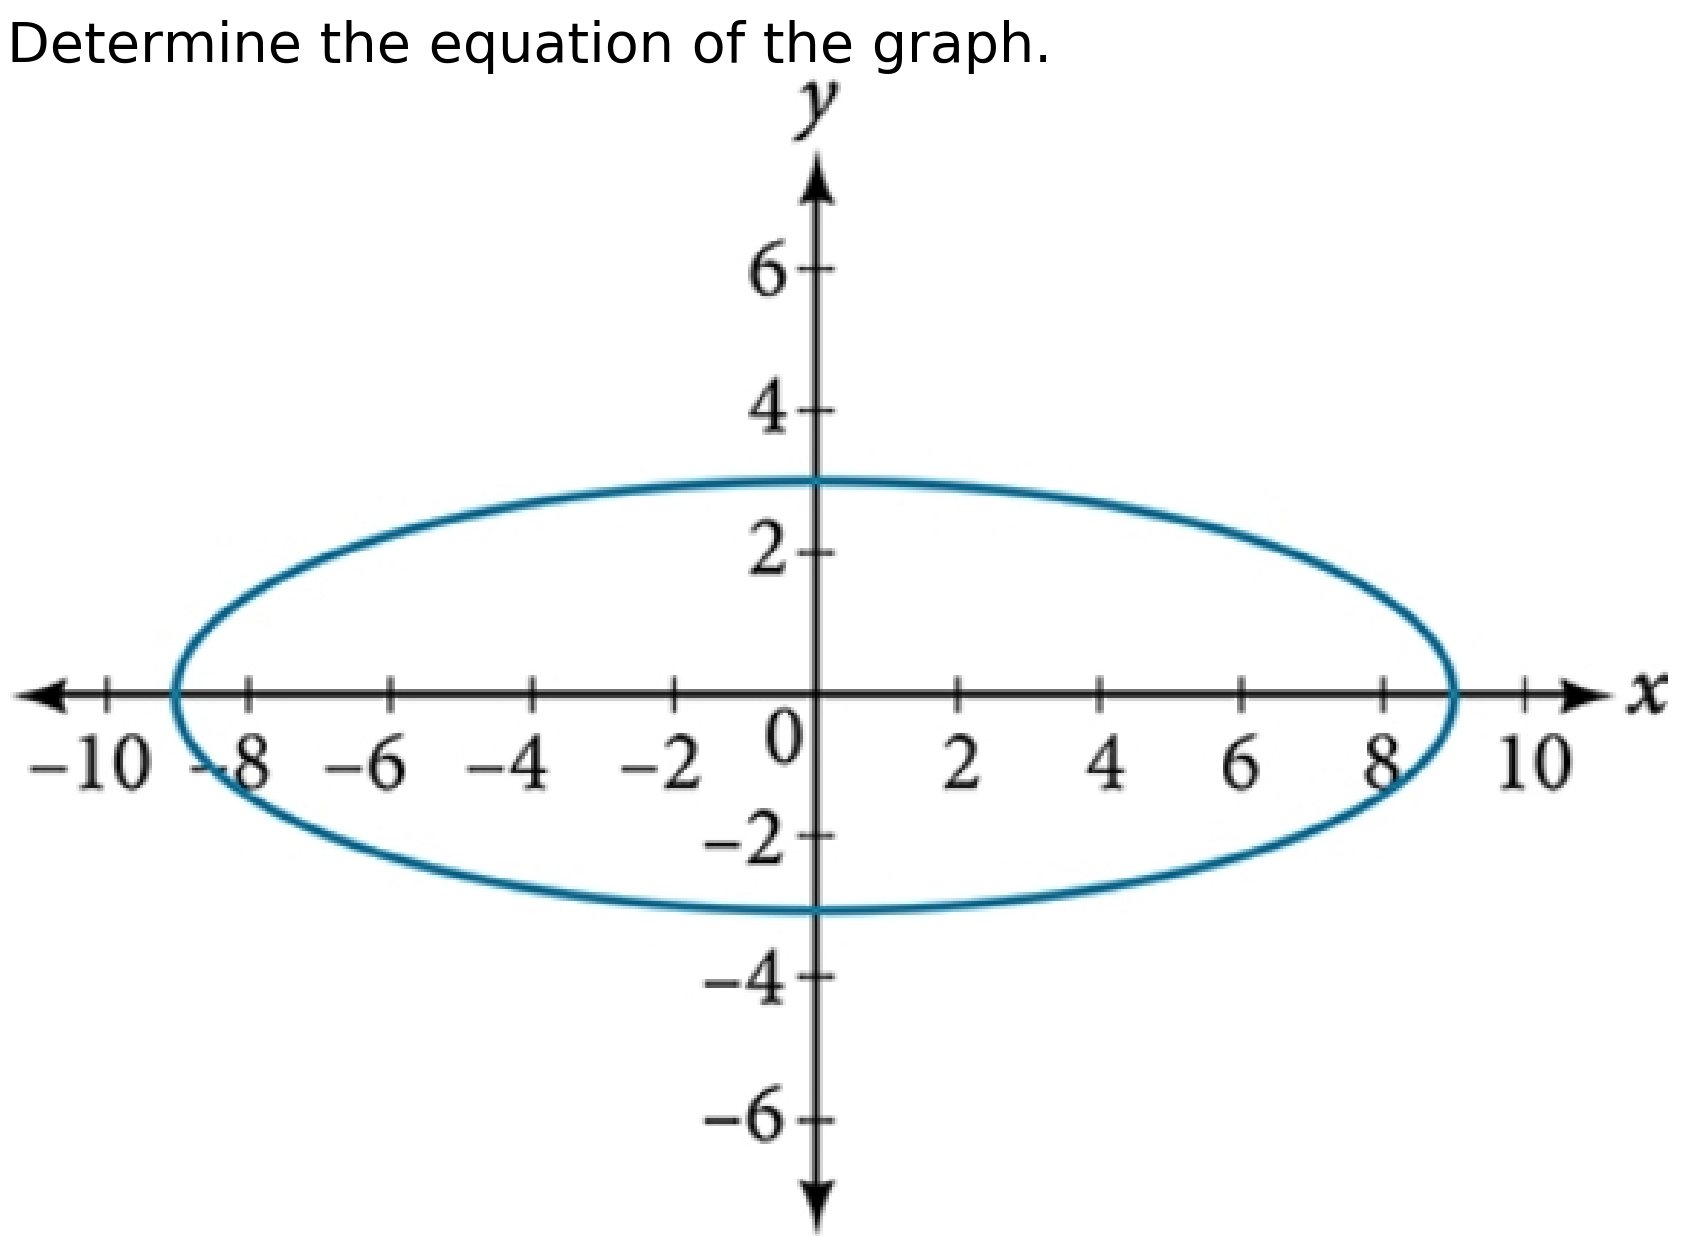 Determine the equation of the graph.
y
6
4
2
–10 –8 –6 –4 –2 0 2 4 6 8 10 x
–2
–4
–6